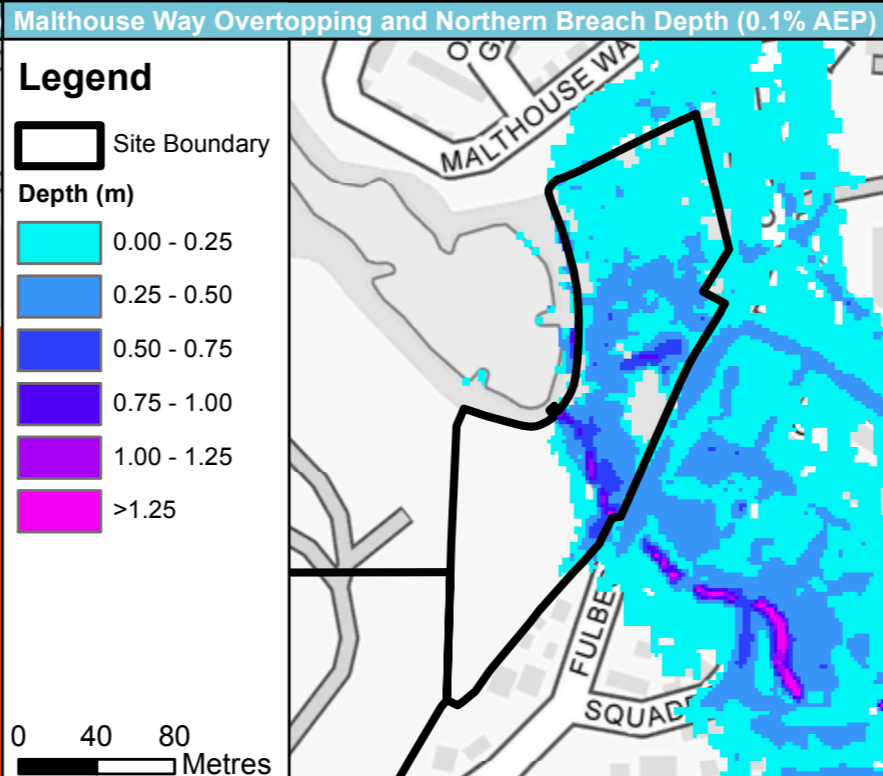 Malthouse Way Overtopping and Northern Breach Depth (0.1% AEP)
Legend
Site Boundary
Depth (m)
0.00 - 0.25
0.25 - 0.50
0.50 - 0.75
0.75 - 1.00
1.00 - 1.25
>1.25
0 40 80
Metres
MALTHOUSE WA
FULBE
SQUAD